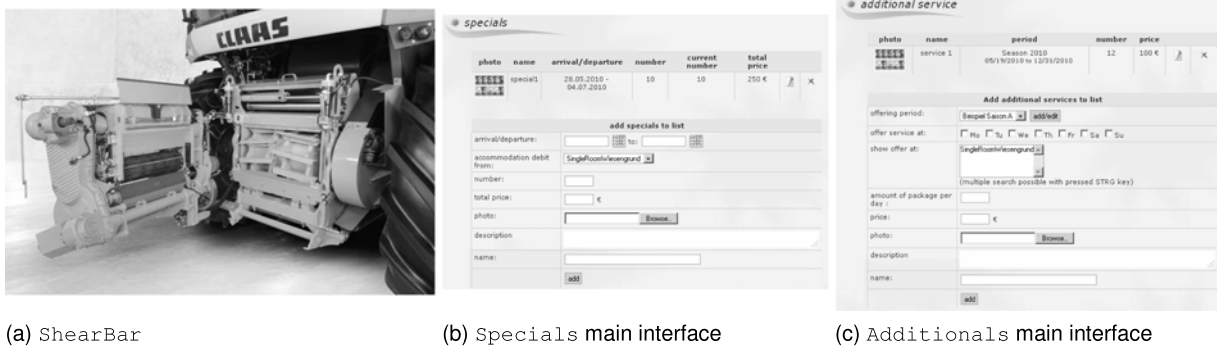 CLAAS
specials
photo name arrival/departure number current number total price
special1 28.05.2010 - 04.07.2010 10 10 250 €
add specials to list
arrival/departure: to:
accommodation debit from: SingleRoomWiesengrund
number:
total price: €
photo: Browse..
description
name:
add
additional service
photo name period number price
service 1 Season 2010 05/19/2010 to 12/31/2010 12 100 €
Add additional services to list
offering period: Beispiel Saison A add/edit
offer service at: Mo Tu We Th Fr Sa Su
show offer at: SingleRoomWiesengrund
(multiple search possible with pressed STRG key)
amount of package per day :
price: €
photo: Browse..
description
name:
add
(a) ShearBar
(b) Specials main interface
(c) Additionals main interface